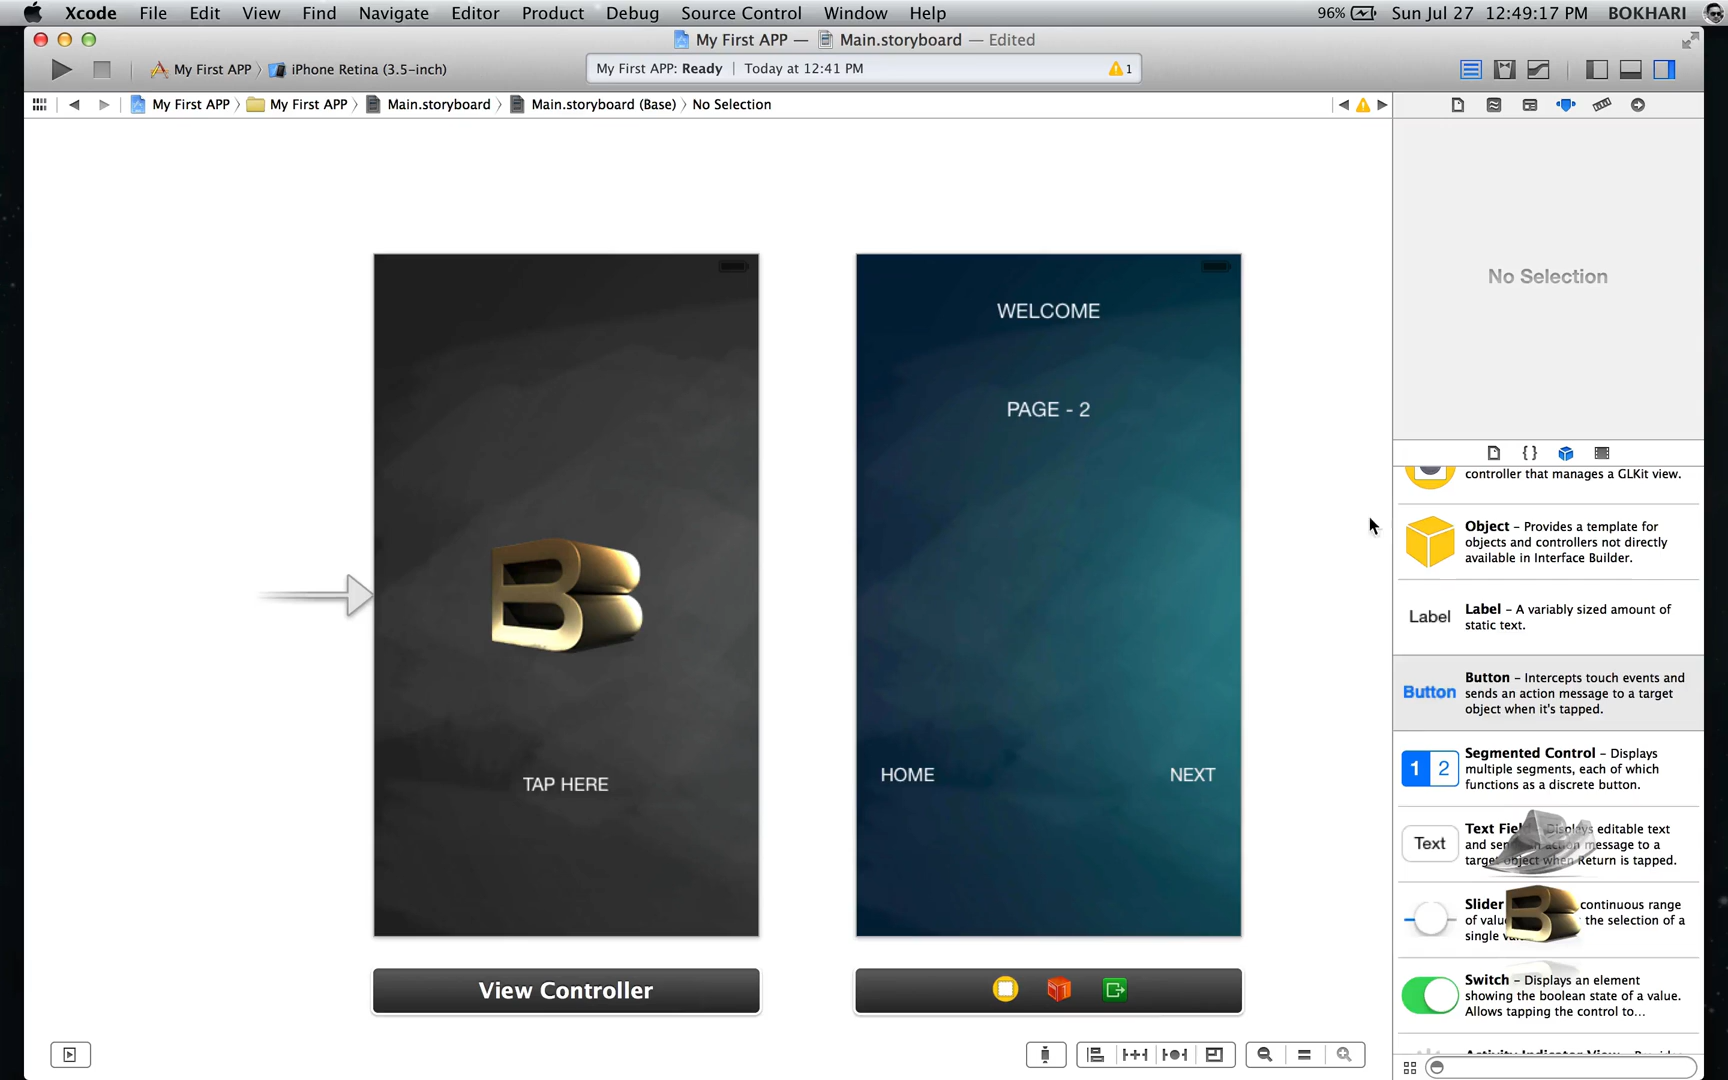 Xcode File Edit View Find Navigate Editor Product Debug Source Control Window Help 96% Sun Jul 27 12:49:17 PM BOKHARI
My First APP — Main.storyboard — Edited
My First APP iPhone Retina (3.5-inch) My First APP: Ready Today at 12:41 PM 1
My First APP My First APP Main.storyboard Main.storyboard (Base) No Selection
No Selection
WELCOME
PAGE - 2
B
TAP HERE
HOME NEXT
View Controller
controller that manages a GLKit view.
Object – Provides a template for
objects and controllers not directly
available in Interface Builder.
Label
Label – A variably sized amount of
static text.
Button
Button – Intercepts touch events and
sends an action message to a target
object when it's tapped.
1 2
Segmented Control – Displays
multiple segments, each of which
functions as a discrete button.
Text
Text Displays editable text
and message to a
target object when Return is tapped.
Slider continuous range
of the selection of a
single
B
Switch – Displays an element
showing the boolean state of a value.
Allows tapping the control to...